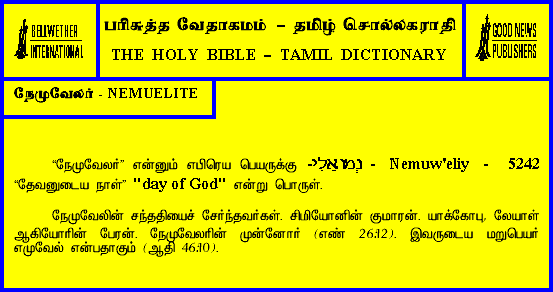 BELLWETHER
INTERNATIONAL
பரிசுத்த வேதாகமம் – தமிழ் சொல்லகராதி
THE HOLY BIBLE – TAMIL DICTIONARY
GOOD NEWS
PUBLISHERS
நேமுவேலர் - NEMUELITE
“நேமுவேலர்” என்னும் எபிரெய பெயருக்கு - Nemuw'eliy - 5242
“தேவனுடைய நாள்” "day of God" என்று பொருள்.
நேமுவேலின் சந்ததியைச் சேர்ந்தவர்கள். சிமியோனின் குமாரன். யாக்கோபு, லேயாள்
ஆகியோரின் பேரன். நேமுவேலரின் முன்னோர் (எண் 26:12). இவருடைய மறுபெயர்
எமுவேல் என்பதாகும் (ஆதி 46:10).